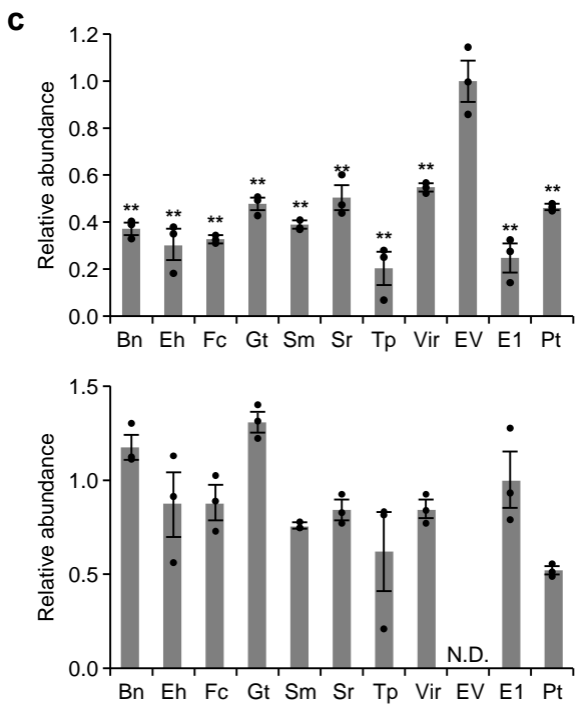 c
Relative abundance
1.2
1.0
0.8
0.6
0.4
0.2
0.0
** ** ** ** ** ** ** ** ** **
Bn Eh Fc Gt Sm Sr Tp Vir EV E1 Pt
Relative abundance
1.5
1.0
0.5
0.0
N.D.
Bn Eh Fc Gt Sm Sr Tp Vir EV E1 Pt